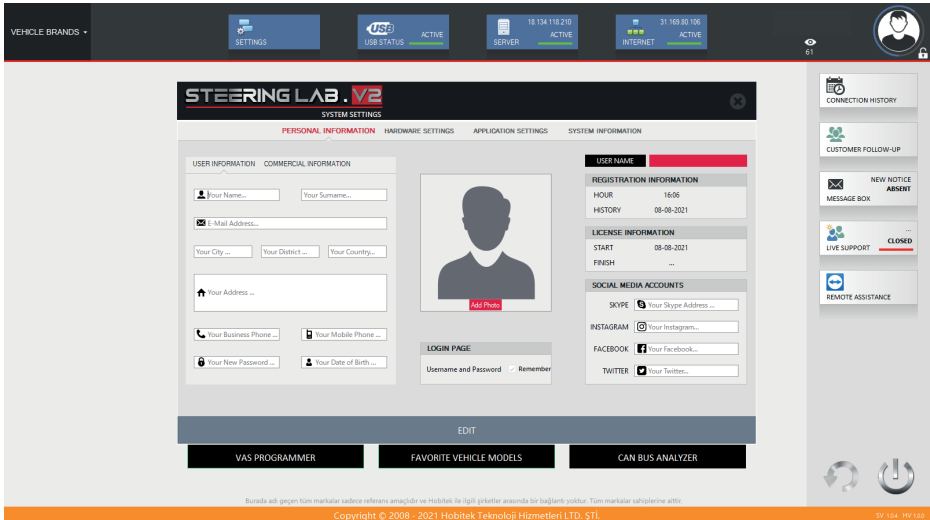 VEHICLE BRANDS
SETTINGS
USB
USB STATUS ACTIVE
18.134.118.210
SERVER ACTIVE
31.169.80.106
INTERNET ACTIVE
61
STEERING LAB . V2
SYSTEM SETTINGS
PERSONAL INFORMATION HARDWARE SETTINGS APPLICATION SETTINGS SYSTEM INFORMATION
USER INFORMATION COMMERCIAL INFORMATION
Your Name... Your Surname...
E-Mail Address...
Your City ... Your District ... Your Country...
Your Address ...
Your Business Phone ... Your Mobile Phone ...
Your New Password ... Your Date of Birth ...
Add Photo
LOGIN PAGE
Username and Password Remember
USER NAME
REGISTRATION INFORMATION
HOUR 16:06
HISTORY 08-08-2021
LICENSE INFORMATION
START 08-08-2021
FINISH ...
SOCIAL MEDIA ACCOUNTS
SKYPE Your Skype Address ...
INSTAGRAM Your Instagram...
FACEBOOK Your Facebook...
TWITTER Your Twitter...
EDIT
VAS PROGRAMMER FAVORITE VEHICLE MODELS CAN BUS ANALYZER
CONNECTION HISTORY
CUSTOMER FOLLOW-UP
NEW NOTICE
ABSENT
MESSAGE BOX
...
CLOSED
LIVE SUPPORT
REMOTE ASSISTANCE
Burada adı geçen tüm markalar sadece referans amaçlıdır ve Hobitek ile ilgili şirketler arasında bir bağlantı yoktur. Tüm markalar sahiplerine aittir.
Copyright © 2008 - 2021 Hobitek Teknoloji Hizmetleri LTD. ŞTİ.